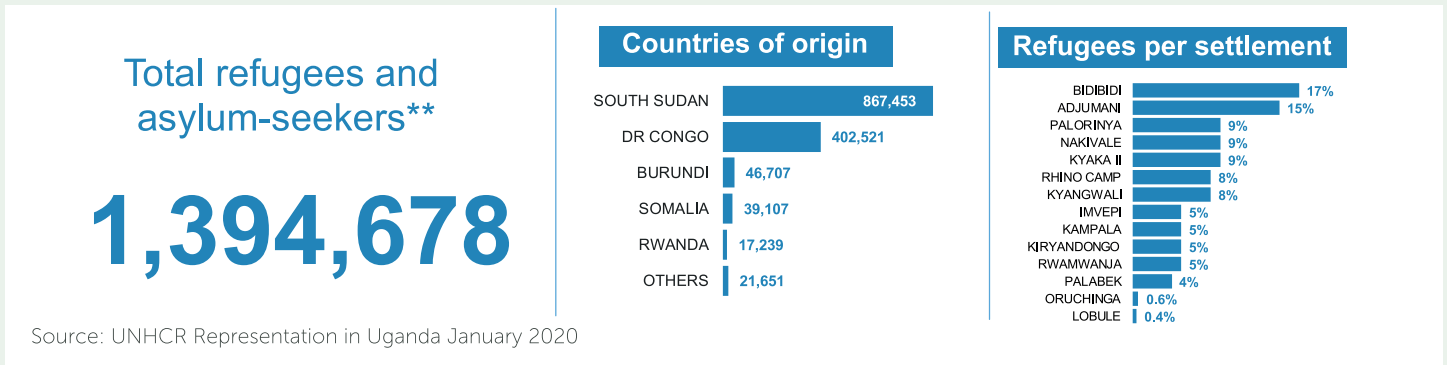 Total refugees and
asylum-seekers**
1,394,678
Countries of origin
SOUTH SUDAN 867,453
DR CONGO 402,521
BURUNDI 46,707
SOMALIA 39,107
RWANDA 17,239
OTHERS 21,651
Refugees per settlement
BIDIBIDI 17%
ADJUMANI 15%
PALORINYA 9%
NAKIVALE 9%
KYAKA II 9%
RHINO CAMP 8%
KYANGWALI 8%
IMVEPI 5%
KAMPALA 5%
KIRYANDONGO 5%
RWAMWANJA 5%
PALABEK 4%
ORUCHINGA 0.6%
LOBULE 0.4%
Source: UNHCR Representation in Uganda January 2020